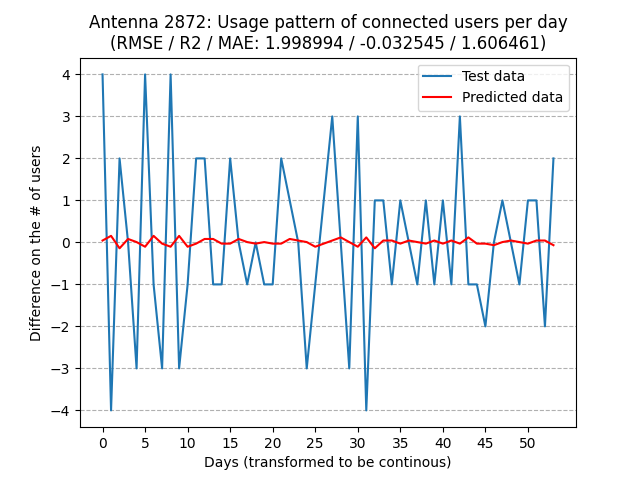 Antenna 2872: Usage pattern of connected users per day
(RMSE / R2 / MAE: 1.998994 / -0.032545 / 1.606461)
Test data
Predicted data
4
3
2
1
0
−1
−2
−3
−4
Difference on the # of users
0 5 10 15 20 25 30 35 40 45 50
Days (transformed to be continous)